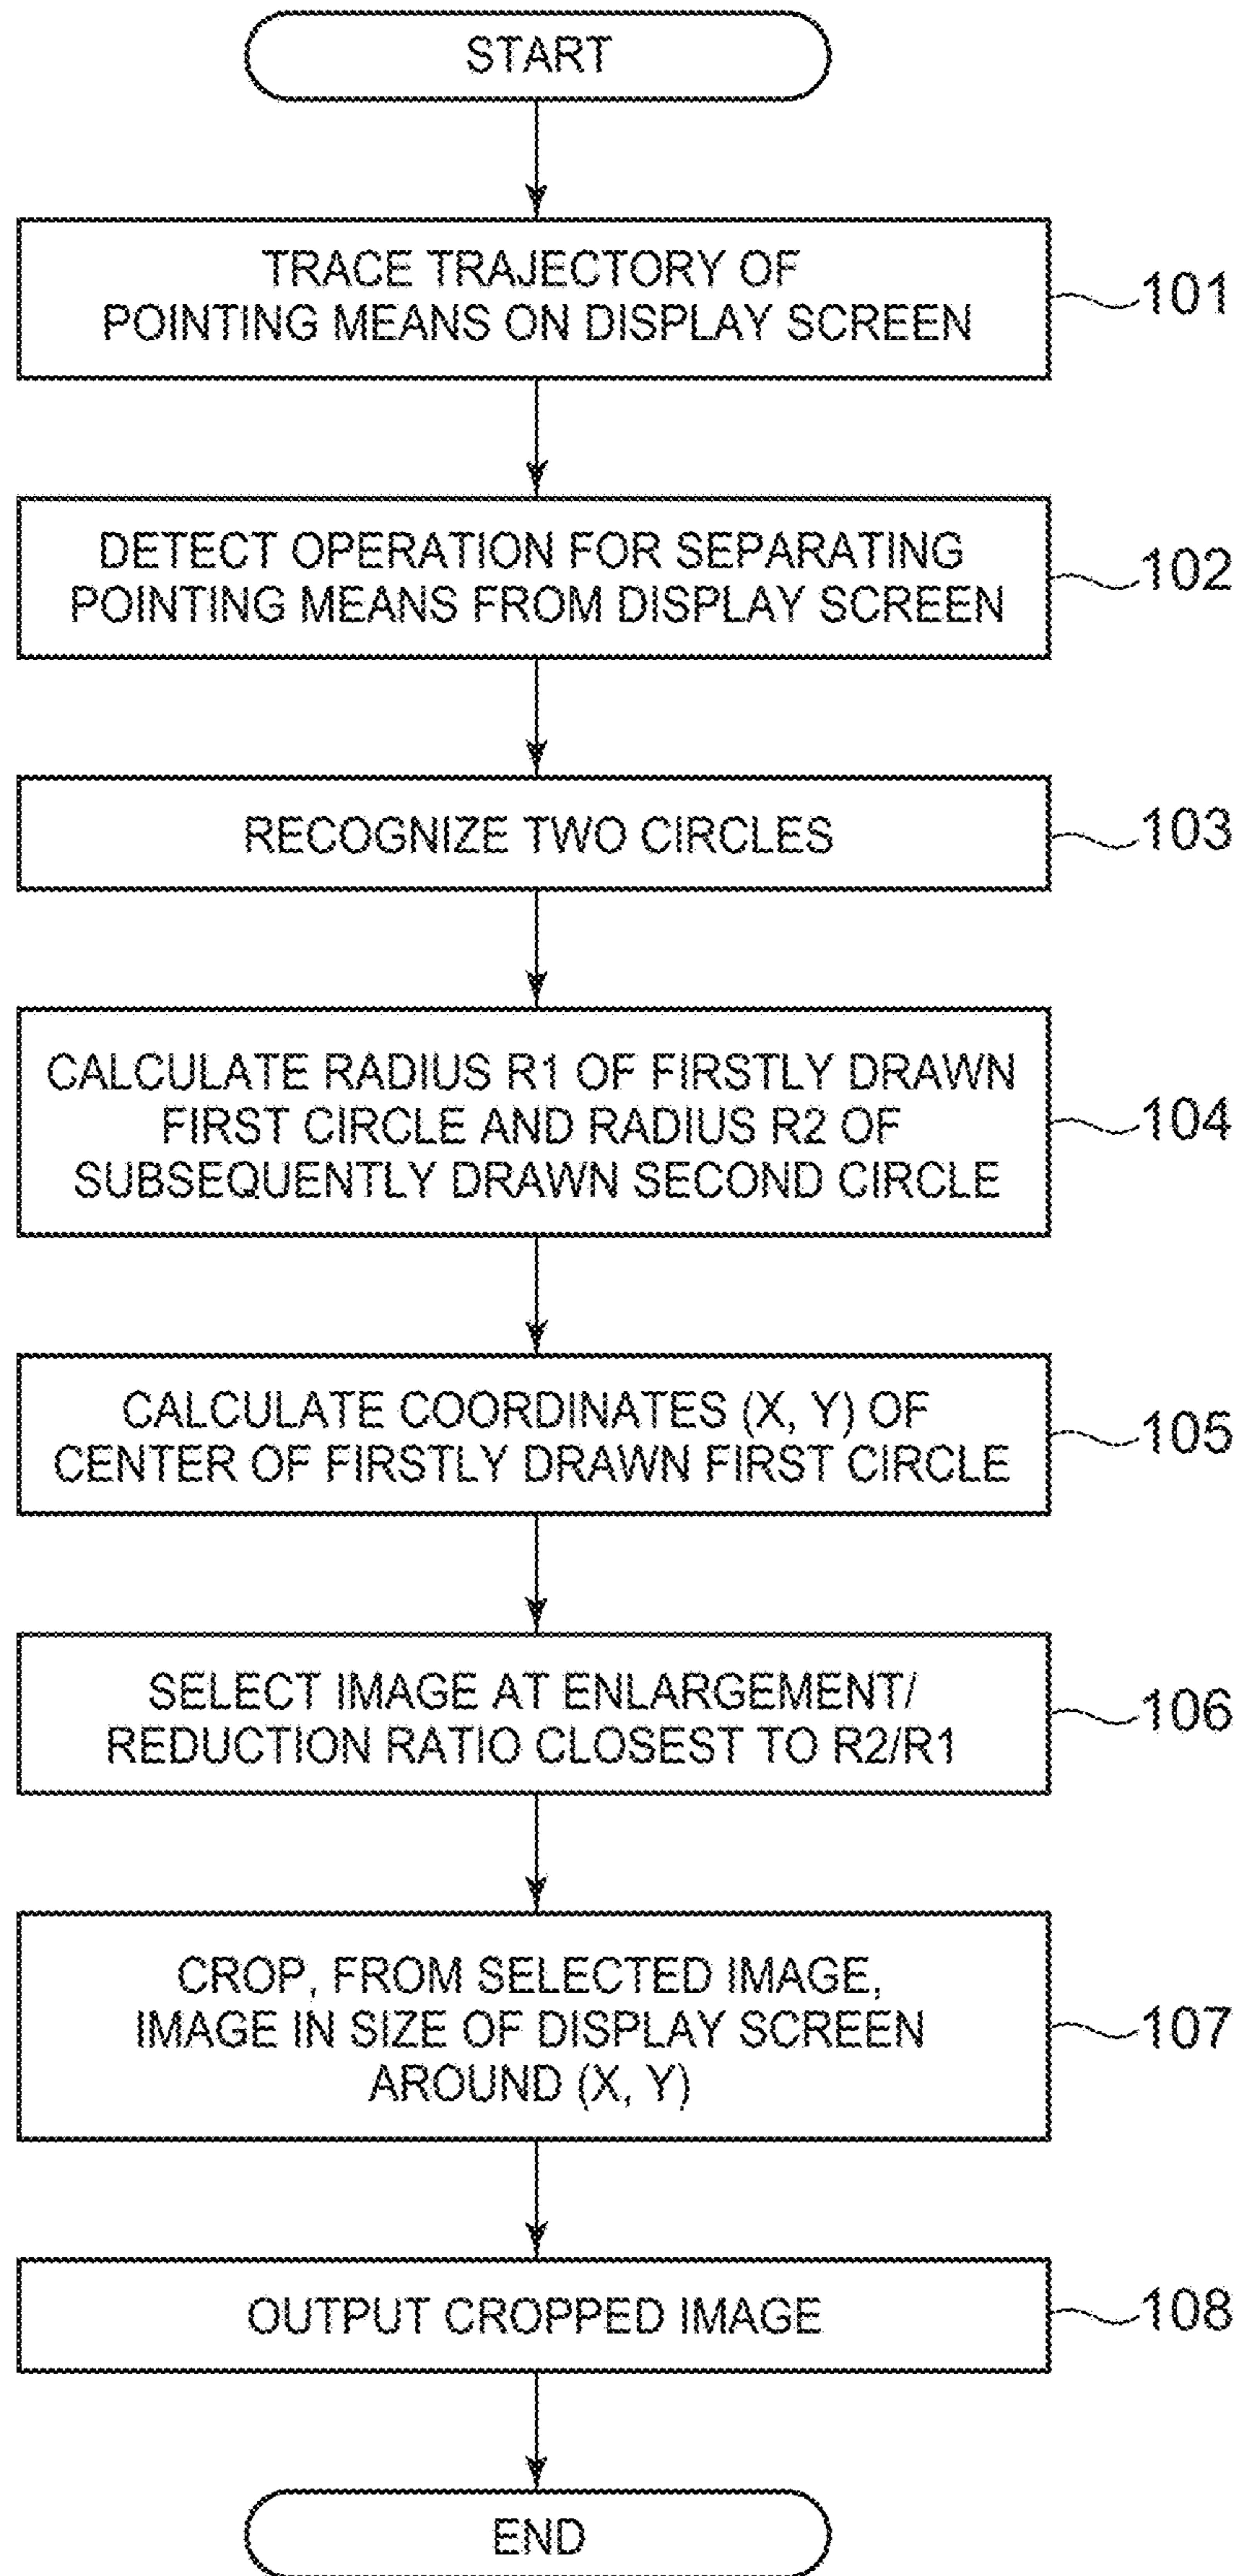 START
TRACE TRAJECTORY OF
POINTING MEANS ON DISPLAY SCREEN
101
DETECT OPERATION FOR SEPARATING
POINTING MEANS FROM DISPLAY SCREEN
102
RECOGNIZE TWO CIRCLES
103
CALCULATE RADIUS R1 OF FIRSTLY DRAWN
FIRST CIRCLE AND RADIUS R2 OF
SUBSEQUENTLY DRAWN SECOND CIRCLE
104
CALCULATE COORDINATES (X, Y) OF
CENTER OF FIRSTLY DRAWN FIRST CIRCLE
105
SELECT IMAGE AT ENLARGEMENT/
REDUCTION RATIO CLOSEST TO R2/R1
106
CROP, FROM SELECTED IMAGE,
IMAGE IN SIZE OF DISPLAY SCREEN
AROUND (X, Y)
107
OUTPUT CROPPED IMAGE
108
END